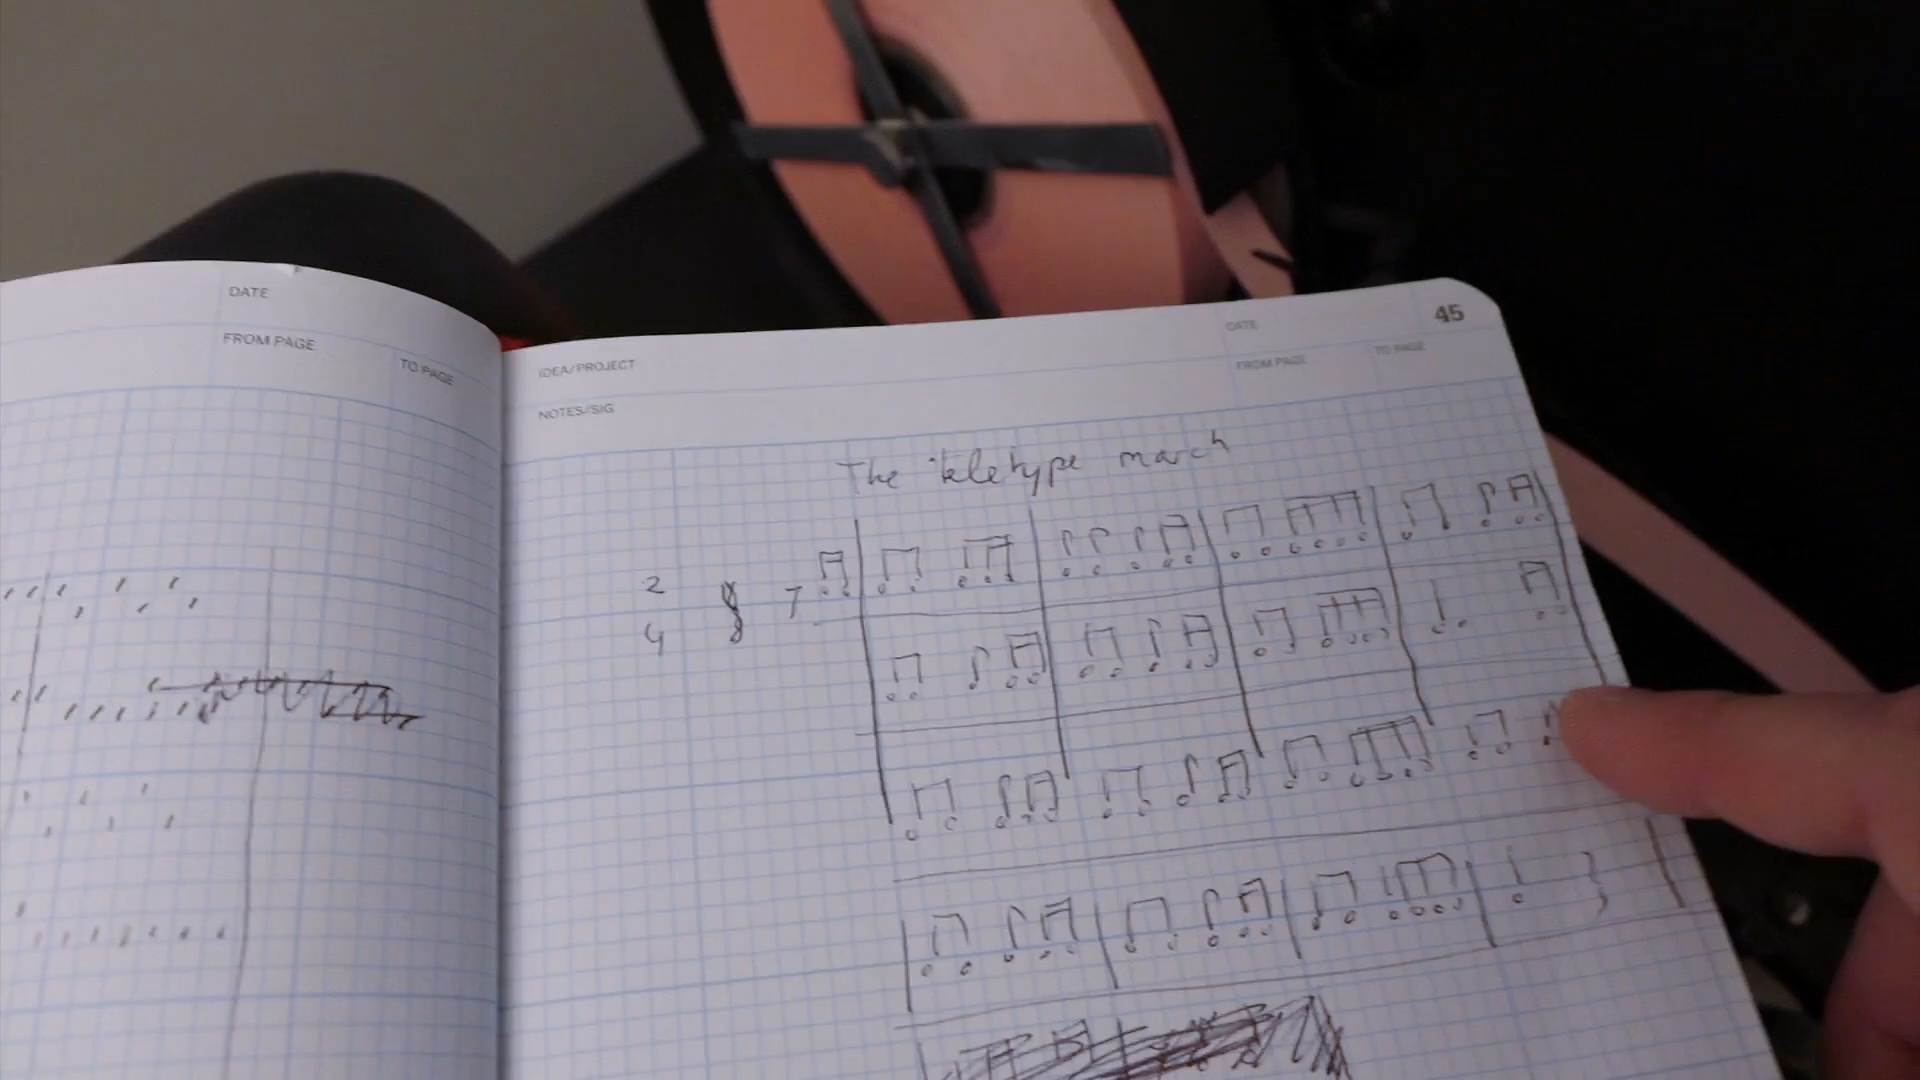 DATE
FROM PAGE
TO PAGE
45
DATE
IDEA/PROJECT
FROM PAGE
TO PAGE
NOTES/SIG
The teletype march
2
4